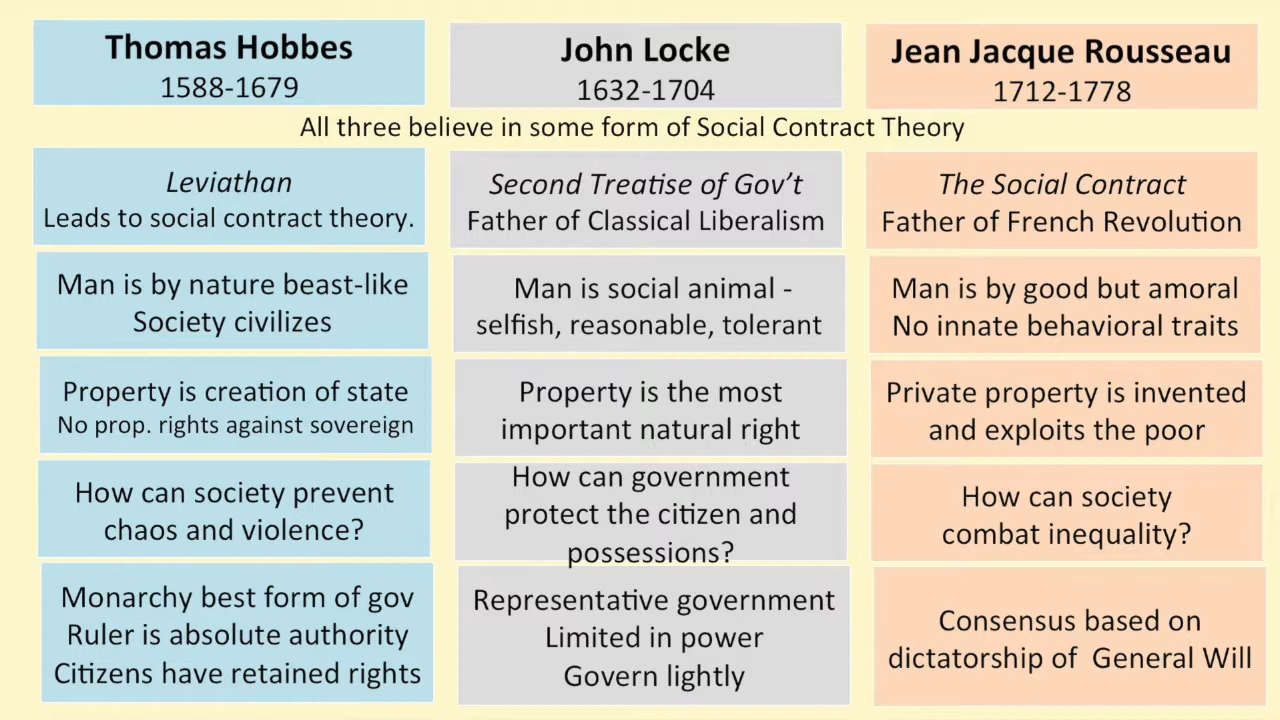 Thomas Hobbes
1588-1679
John Locke
1632-1704
Jean Jacque Rousseau
1712-1778
All three believe in some form of Social Contract Theory
Leviathan
Leads to social contract theory.
Second Treatise of Gov't
Father of Classical Liberalism
The Social Contract
Father of French Revolution
Man is by nature beast-like
Society civilizes
Man is social animal -
selfish, reasonable, tolerant
Man is by good but amoral
No innate behavioral traits
Property is creation of state
No prop. rights against sovereign
Property is the most
important natural right
Private property is invented
and exploits the poor
How can society prevent
chaos and violence?
How can government
protect the citizen and
possessions?
How can society
combat inequality?
Monarchy best form of gov
Ruler is absolute authority
Citizens have retained rights
Representative government
Limited in power
Govern lightly
Consensus based on
dictatorship of General Will